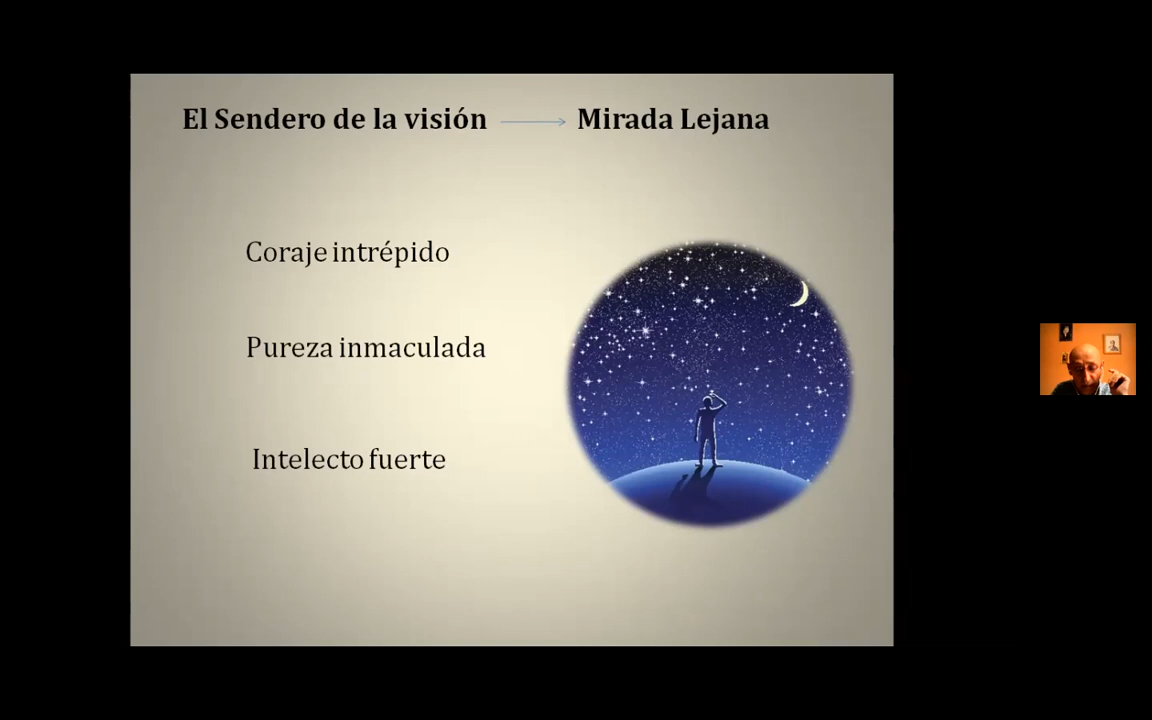 El Sendero de la visión → Mirada Lejana
Coraje intrépido
Pureza inmaculada
Intelecto fuerte